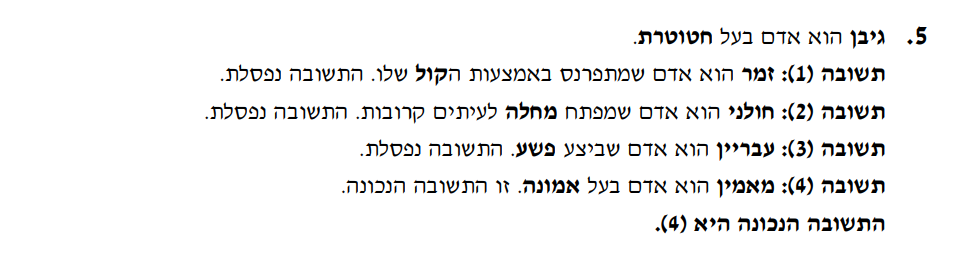 5. גיבן הוא אדם בעל חטוטרת.
תשובה (1): זמר הוא אדם שמתפרנס באמצעות הקול שלו. התשובה נפסלת.
תשובה (2): חולני הוא אדם שמפתח מחלה לעיתים קרובות. התשובה נפסלת.
תשובה (3): עבריין הוא אדם שביצע פשע. התשובה נפסלת.
תשובה (4): מאמין הוא אדם בעל אמונה. זו התשובה הנכונה.
התשובה הנכונה היא (4).